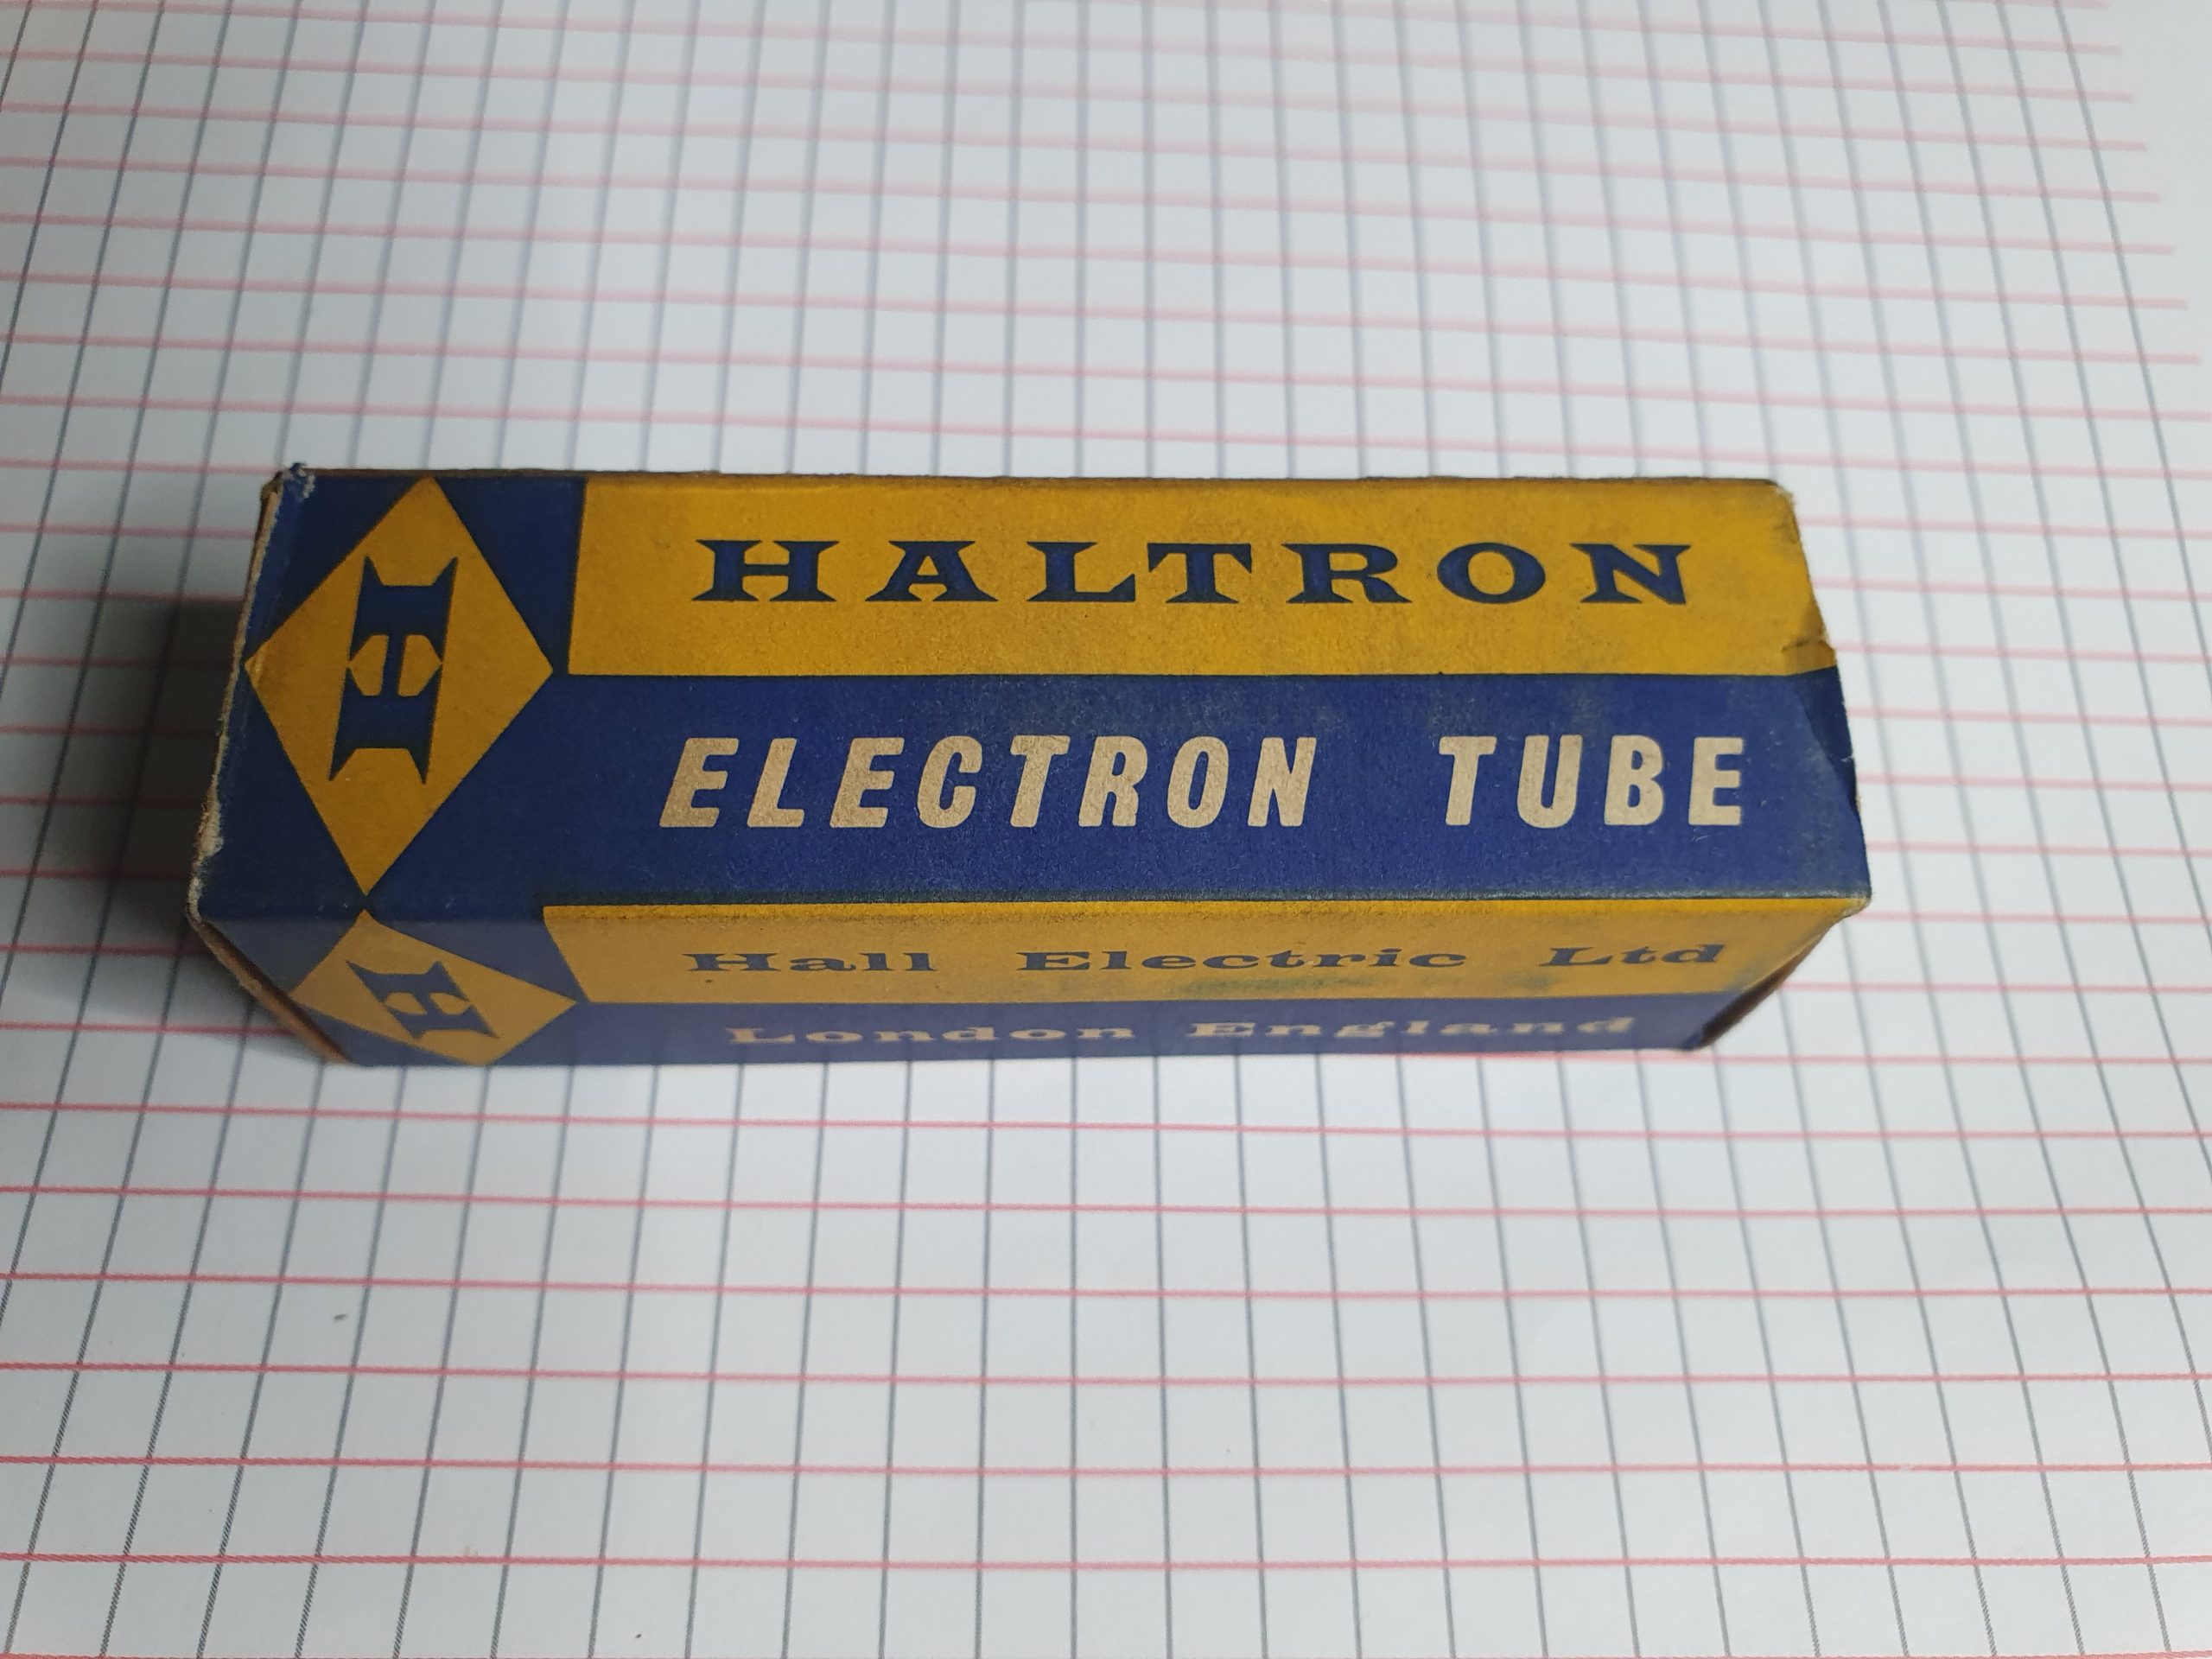 H
HALTRON
ELECTRON TUBE
H
Hall Electric Ltd
London England